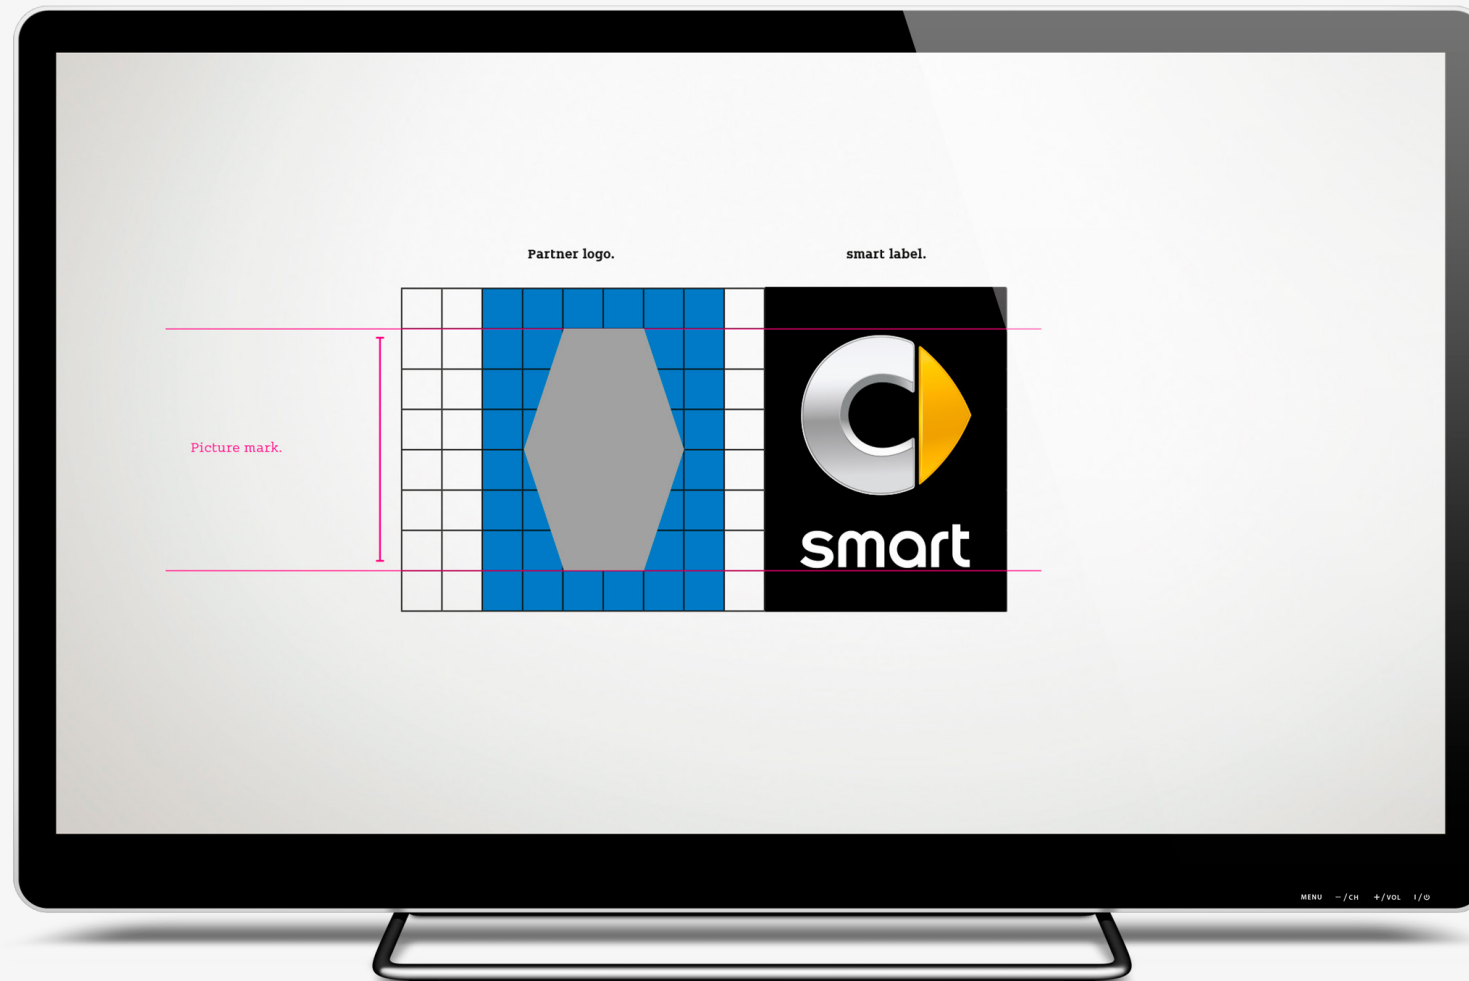 Partner logo.
smart label.
Picture mark.
smart
MENU −/CH +/VOL I/⏻